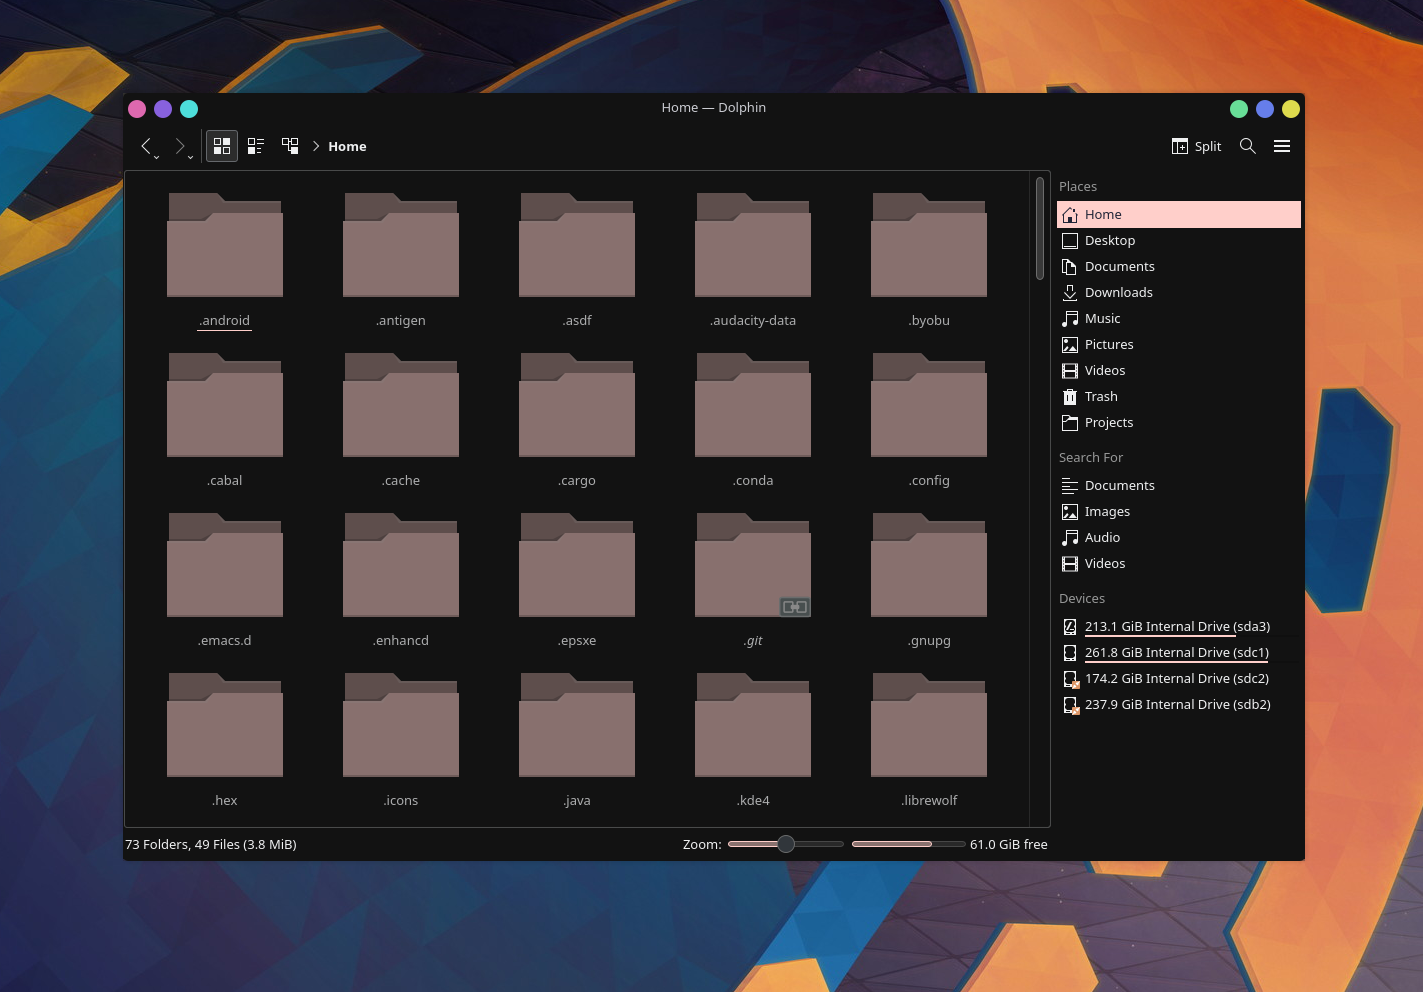 Home — Dolphin
Home
Split
.android
.antigen
.asdf
.audacity-data
.byobu
.cabal
.cache
.cargo
.conda
.config
.emacs.d
.enhancd
.epsxe
.git
.gnupg
.hex
.icons
.java
.kde4
.librewolf
Places
Home
Desktop
Documents
Downloads
Music
Pictures
Videos
Trash
Projects
Search For
Documents
Images
Audio
Videos
Devices
213.1 GiB Internal Drive (sda3)
261.8 GiB Internal Drive (sdc1)
174.2 GiB Internal Drive (sdc2)
237.9 GiB Internal Drive (sdb2)
73 Folders, 49 Files (3.8 MiB)
Zoom:
61.0 GiB free